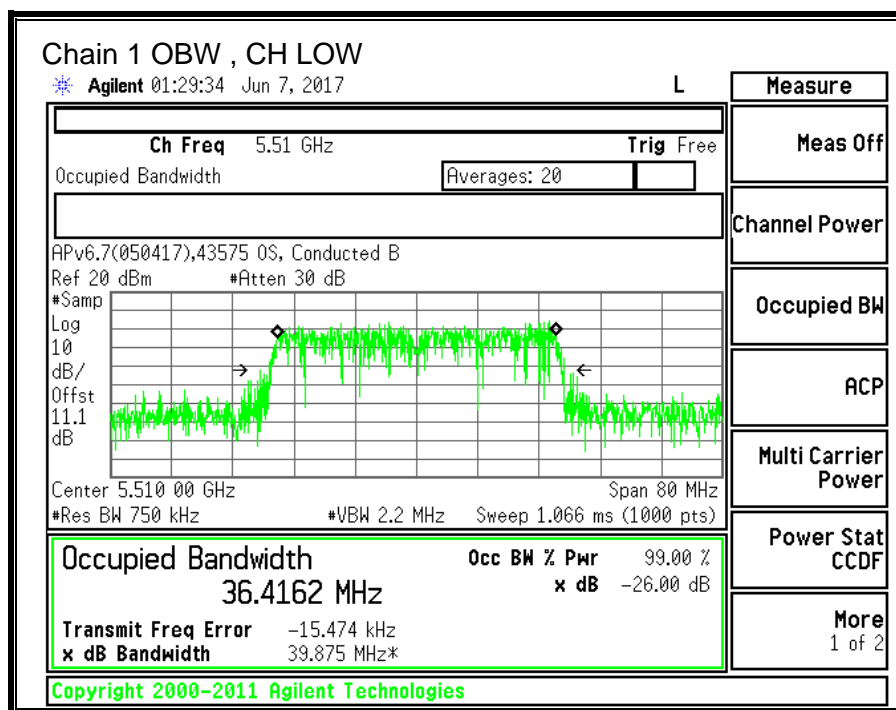 Chain 1 OBW , CH LOW
Agilent 01:29:34 Jun 7, 2017 L
Measure
Ch Freq 5.51 GHz Trig Free
Meas Off
Occupied Bandwidth Averages: 20
Channel Power
APv6.7(050417),43575 OS, Conducted B
Ref 20 dBm #Atten 30 dB
#Samp
Log
10
dB/
Offst
11.1
dB
Occupied BW
ACP
Multi Carrier
Power
Center 5.510 00 GHz Span 80 MHz
#Res BW 750 kHz #VBW 2.2 MHz Sweep 1.066 ms (1000 pts)
Power Stat
CCDF
Occupied Bandwidth Occ BW % Pwr 99.00 %
36.4162 MHz x dB -26.00 dB
Transmit Freq Error -15.474 kHz
x dB Bandwidth 39.875 MHz*
More
1 of 2
Copyright 2000-2011 Agilent Technologies